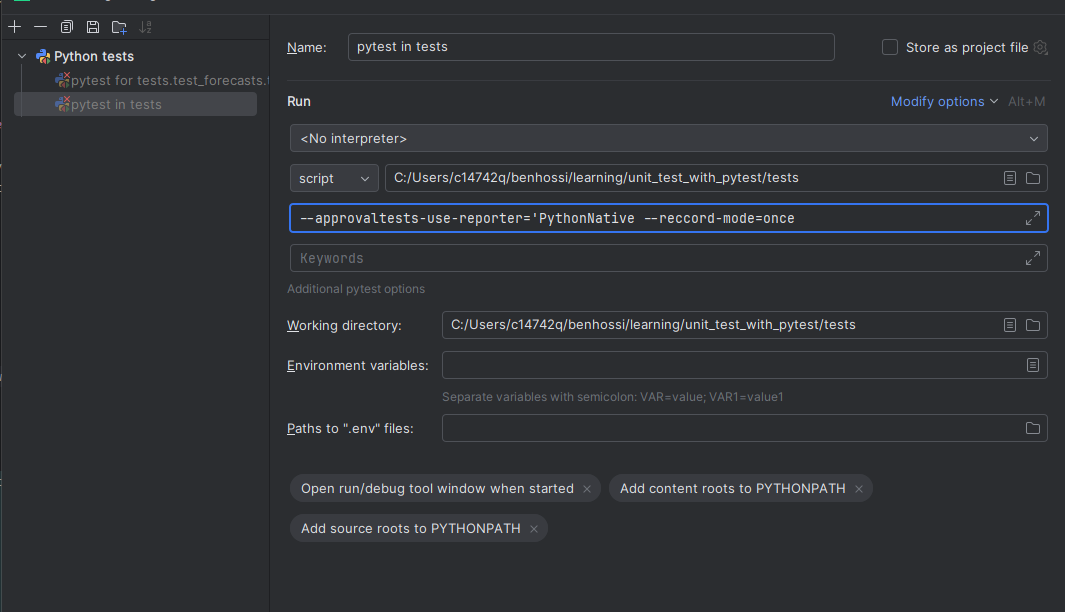 Python tests
pytest for tests.test_forecasts.t
pytest in tests
Name: pytest in tests Store as project file
Run Modify options Alt+M
<No interpreter>
script C:/Users/c14742q/benhossi/learning/unit_test_with_pytest/tests
--approvaltests-use-reporter='PythonNative --reccord-mode=once
Keywords
Additional pytest options
Working directory: C:/Users/c14742q/benhossi/learning/unit_test_with_pytest/tests
Environment variables:
Separate variables with semicolon: VAR=value; VAR1=value1
Paths to ".env" files:
Open run/debug tool window when started × Add content roots to PYTHONPATH ×
Add source roots to PYTHONPATH ×